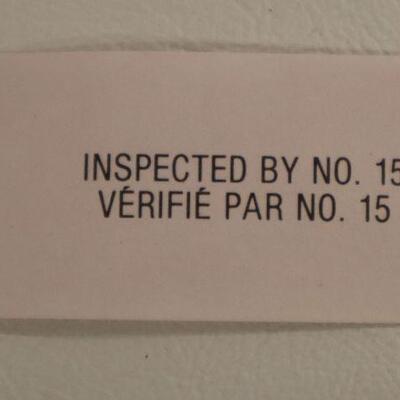 INSPECTED BY NO. 15
VÉRIFIÉ PAR NO. 15